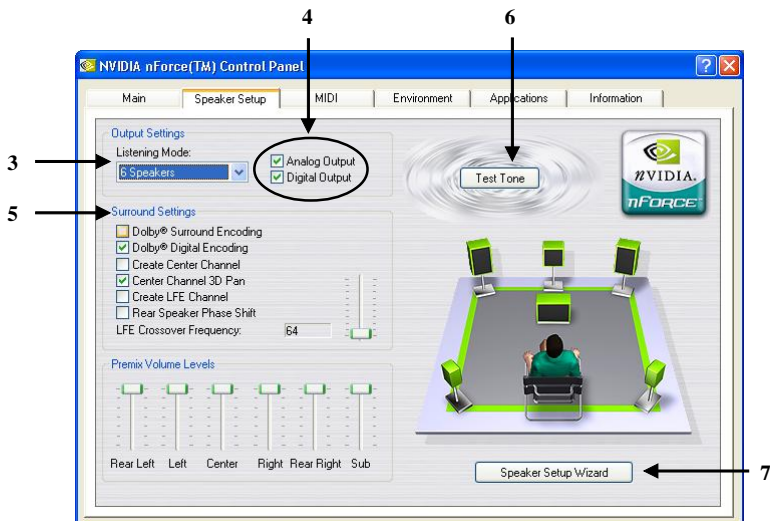 4
6
NVIDIA nForce(TM) Control Panel
Main
Speaker Setup
MIDI
Environment
Applications
Information
Output Settings
Listening Mode:
3
6 Speakers
Analog Output
Digital Output
Test Tone
NVIDIA.
NFORCE
5
Surround Settings
Dolby® Surround Encoding
Dolby® Digital Encoding
Create Center Channel
Center Channel 3D Pan
Create LFE Channel
Rear Speaker Phase Shift
LFE Crossover Frequency: 64
Premix Volume Levels
Rear Left Left Center Right Rear Right Sub
Speaker Setup Wizard
7